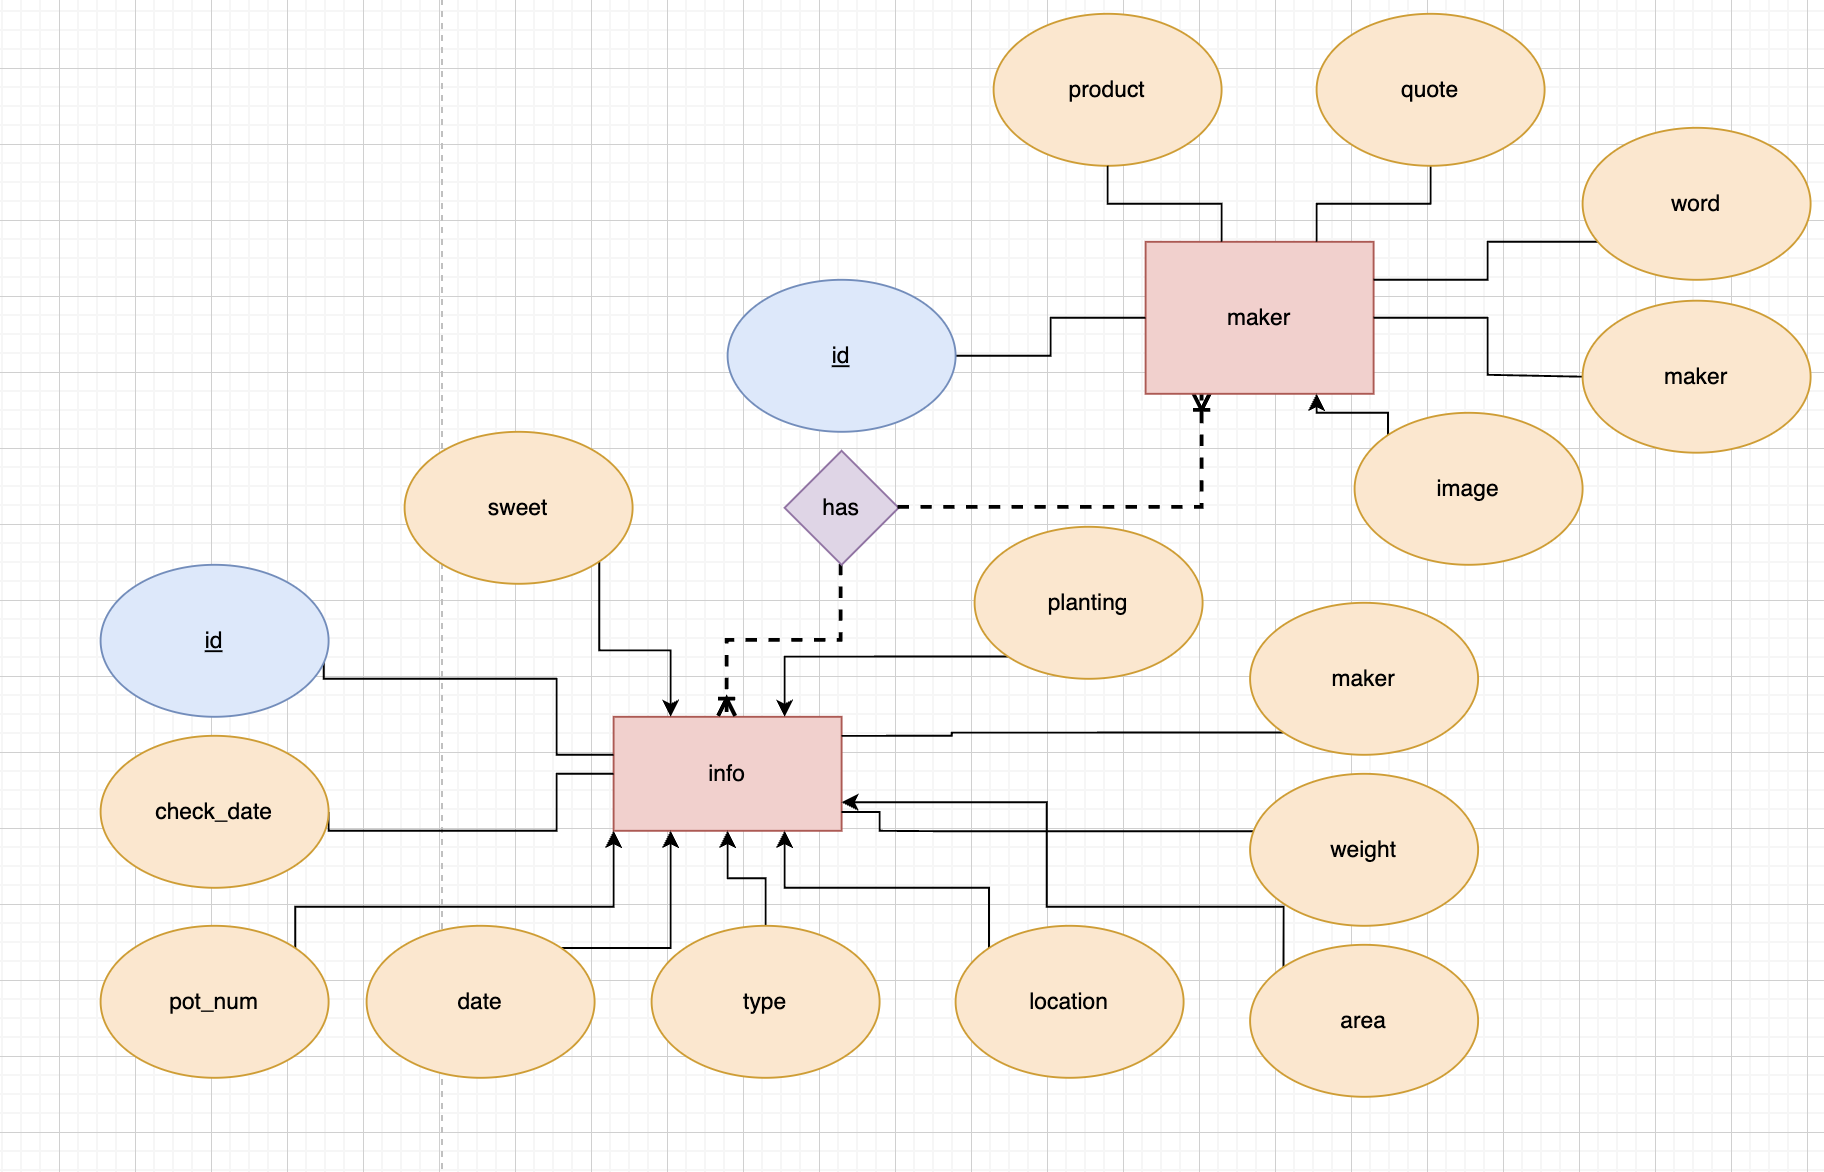 product
quote
word
maker
id
maker
image
sweet
has
planting
id
maker
info
check_date
weight
pot_num
date
type
location
area